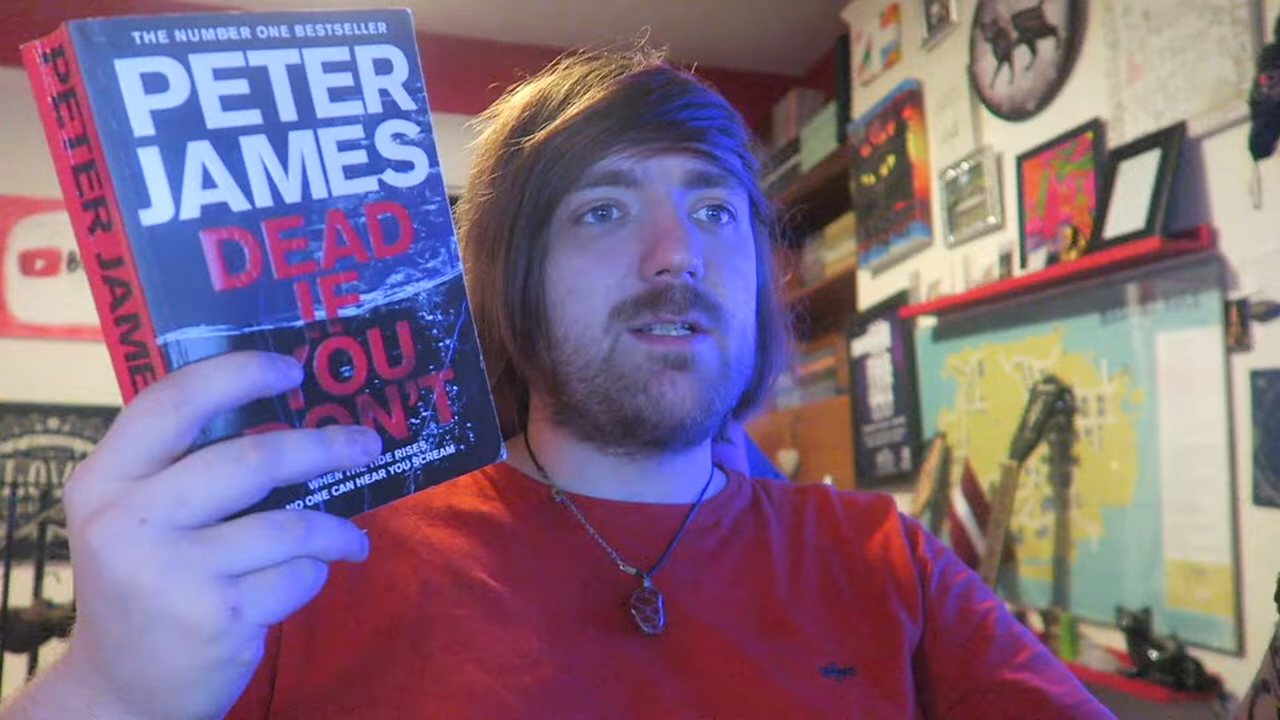 THE NUMBER ONE BESTSELLER
PETER
JAMES
DEAD
IF
YOU
DON'T
WHEN THE TIDE RISES
NO ONE CAN HEAR YOU SCREAM
PETER JAMES
LOV